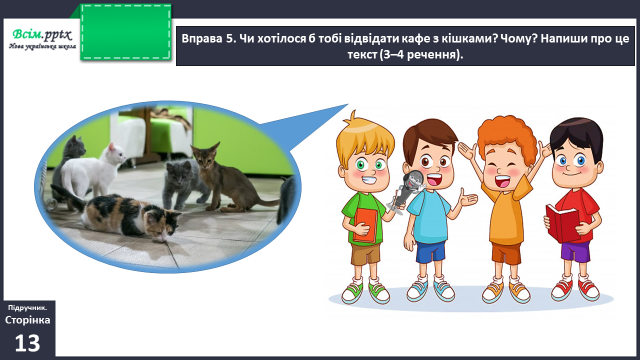 Всім.pptx
Нова українська школа
Вправа 5. Чи хотілося б тобі відвідати кафе з кішками? Чому? Напиши про це
текст (3–4 речення).
Підручник.
Сторінка
13